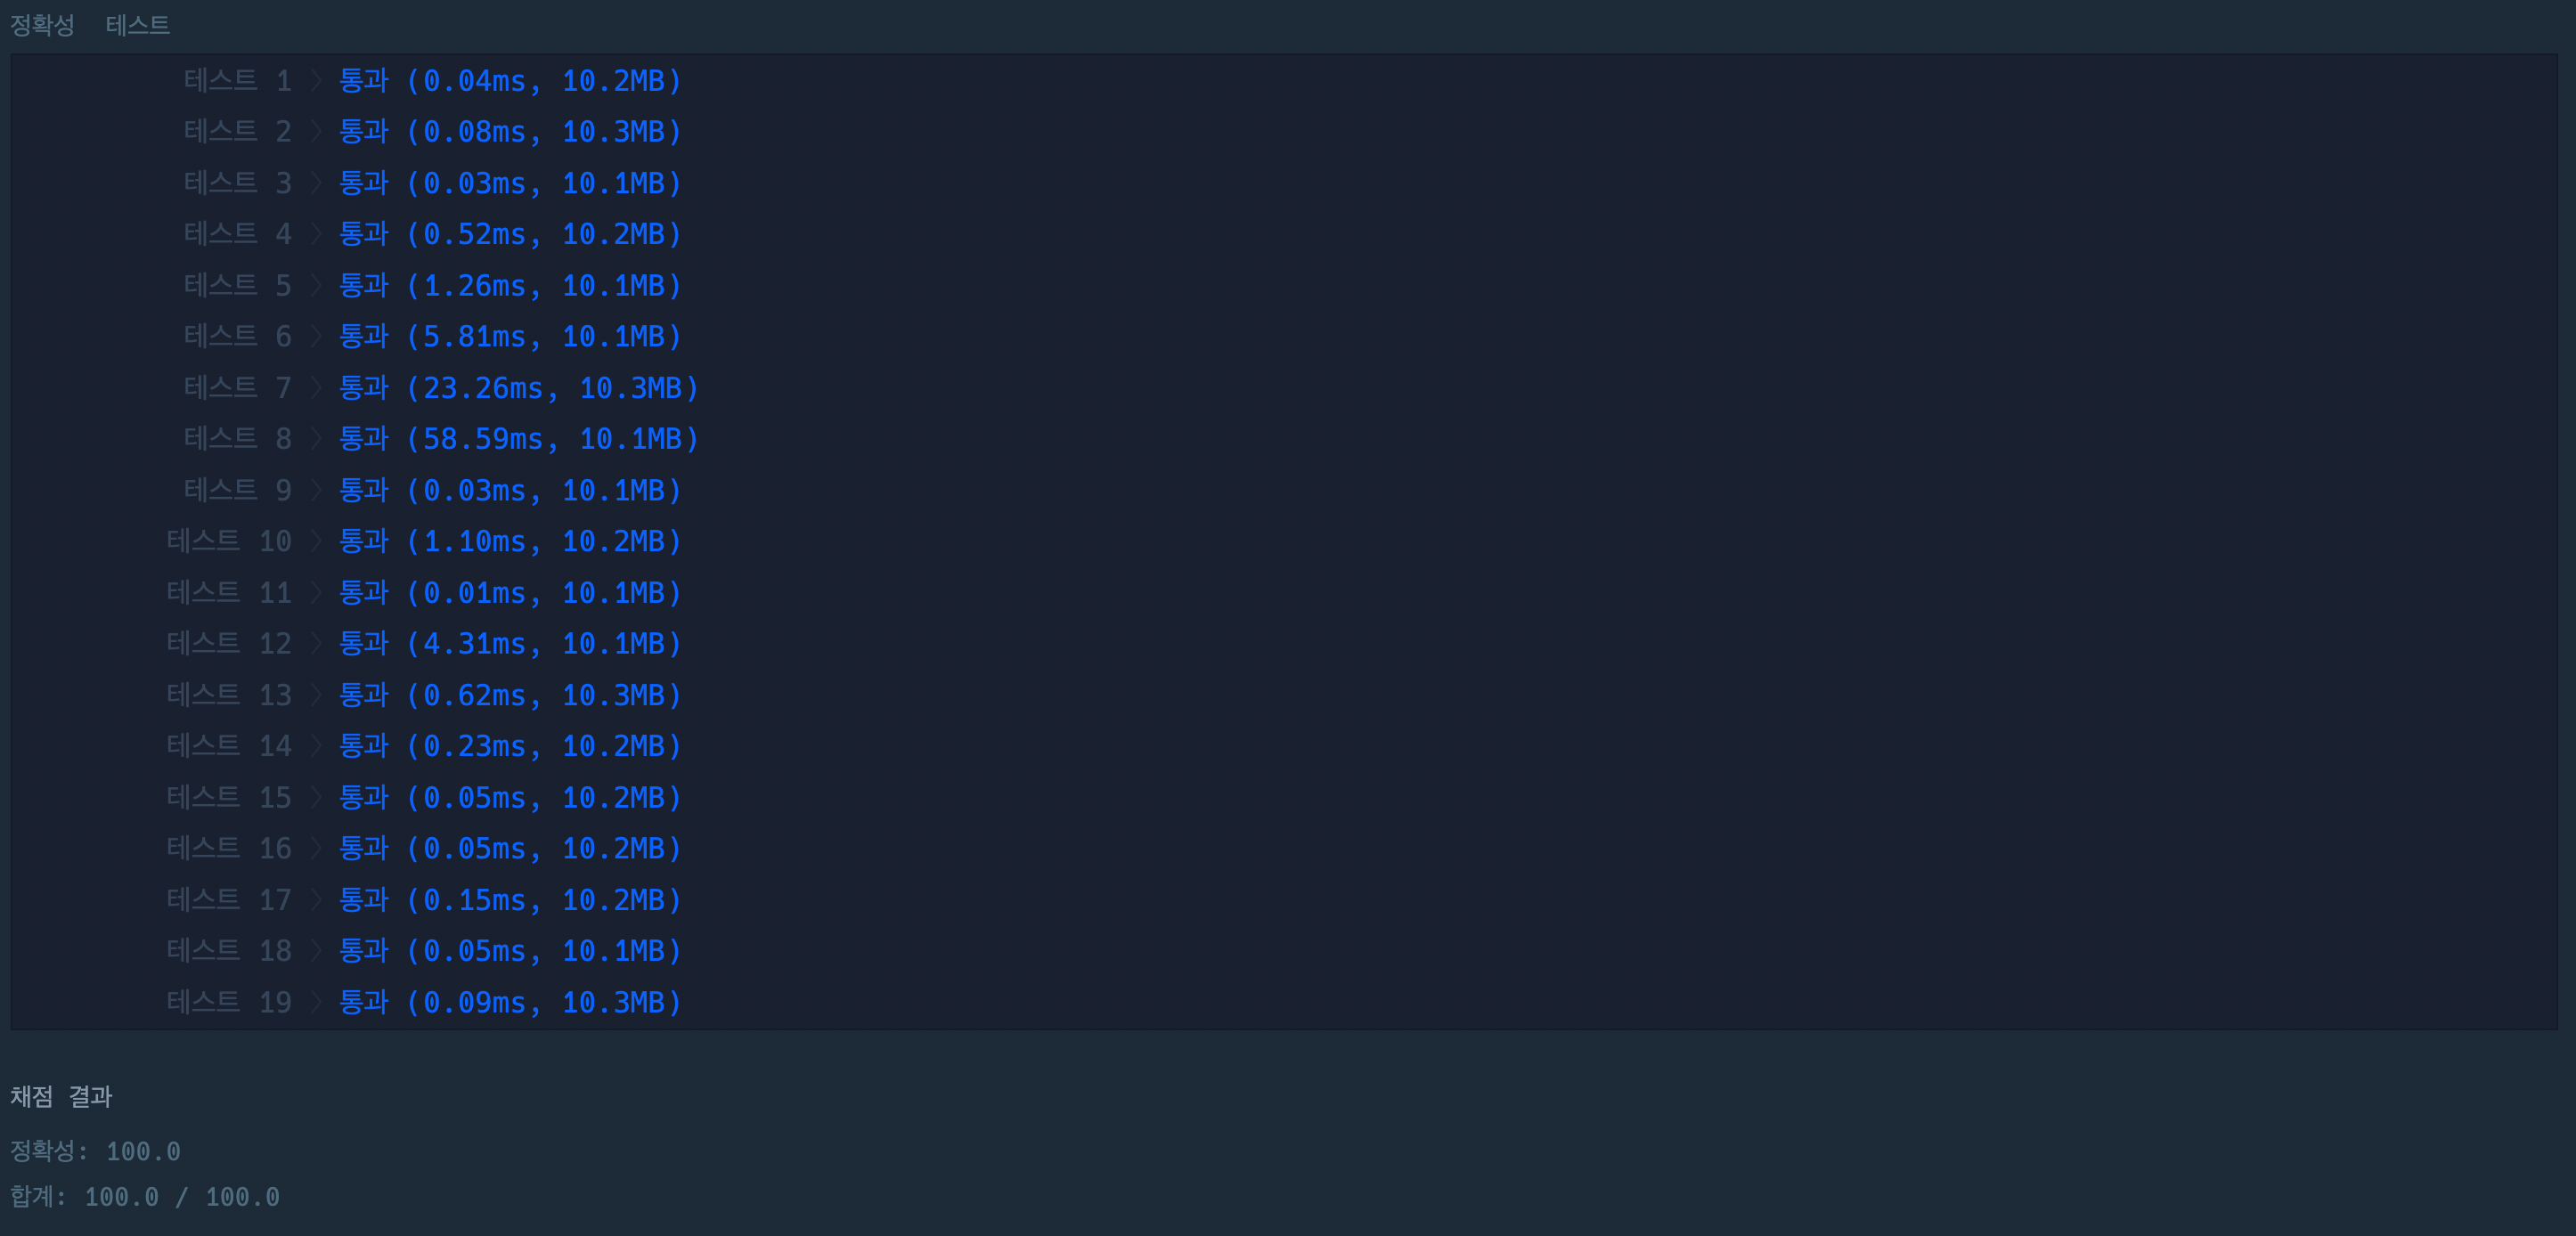 정확성 테스트
테스트 1 〉 통과 (0.04ms, 10.2MB)
테스트 2 〉 통과 (0.08ms, 10.3MB)
테스트 3 〉 통과 (0.03ms, 10.1MB)
테스트 4 〉 통과 (0.52ms, 10.2MB)
테스트 5 〉 통과 (1.26ms, 10.1MB)
테스트 6 〉 통과 (5.81ms, 10.1MB)
테스트 7 〉 통과 (23.26ms, 10.3MB)
테스트 8 〉 통과 (58.59ms, 10.1MB)
테스트 9 〉 통과 (0.03ms, 10.1MB)
테스트 10 〉 통과 (1.10ms, 10.2MB)
테스트 11 〉 통과 (0.01ms, 10.1MB)
테스트 12 〉 통과 (4.31ms, 10.1MB)
테스트 13 〉 통과 (0.62ms, 10.3MB)
테스트 14 〉 통과 (0.23ms, 10.2MB)
테스트 15 〉 통과 (0.05ms, 10.2MB)
테스트 16 〉 통과 (0.05ms, 10.2MB)
테스트 17 〉 통과 (0.15ms, 10.2MB)
테스트 18 〉 통과 (0.05ms, 10.1MB)
테스트 19 〉 통과 (0.09ms, 10.3MB)
채점 결과
정확성: 100.0
합계: 100.0 / 100.0